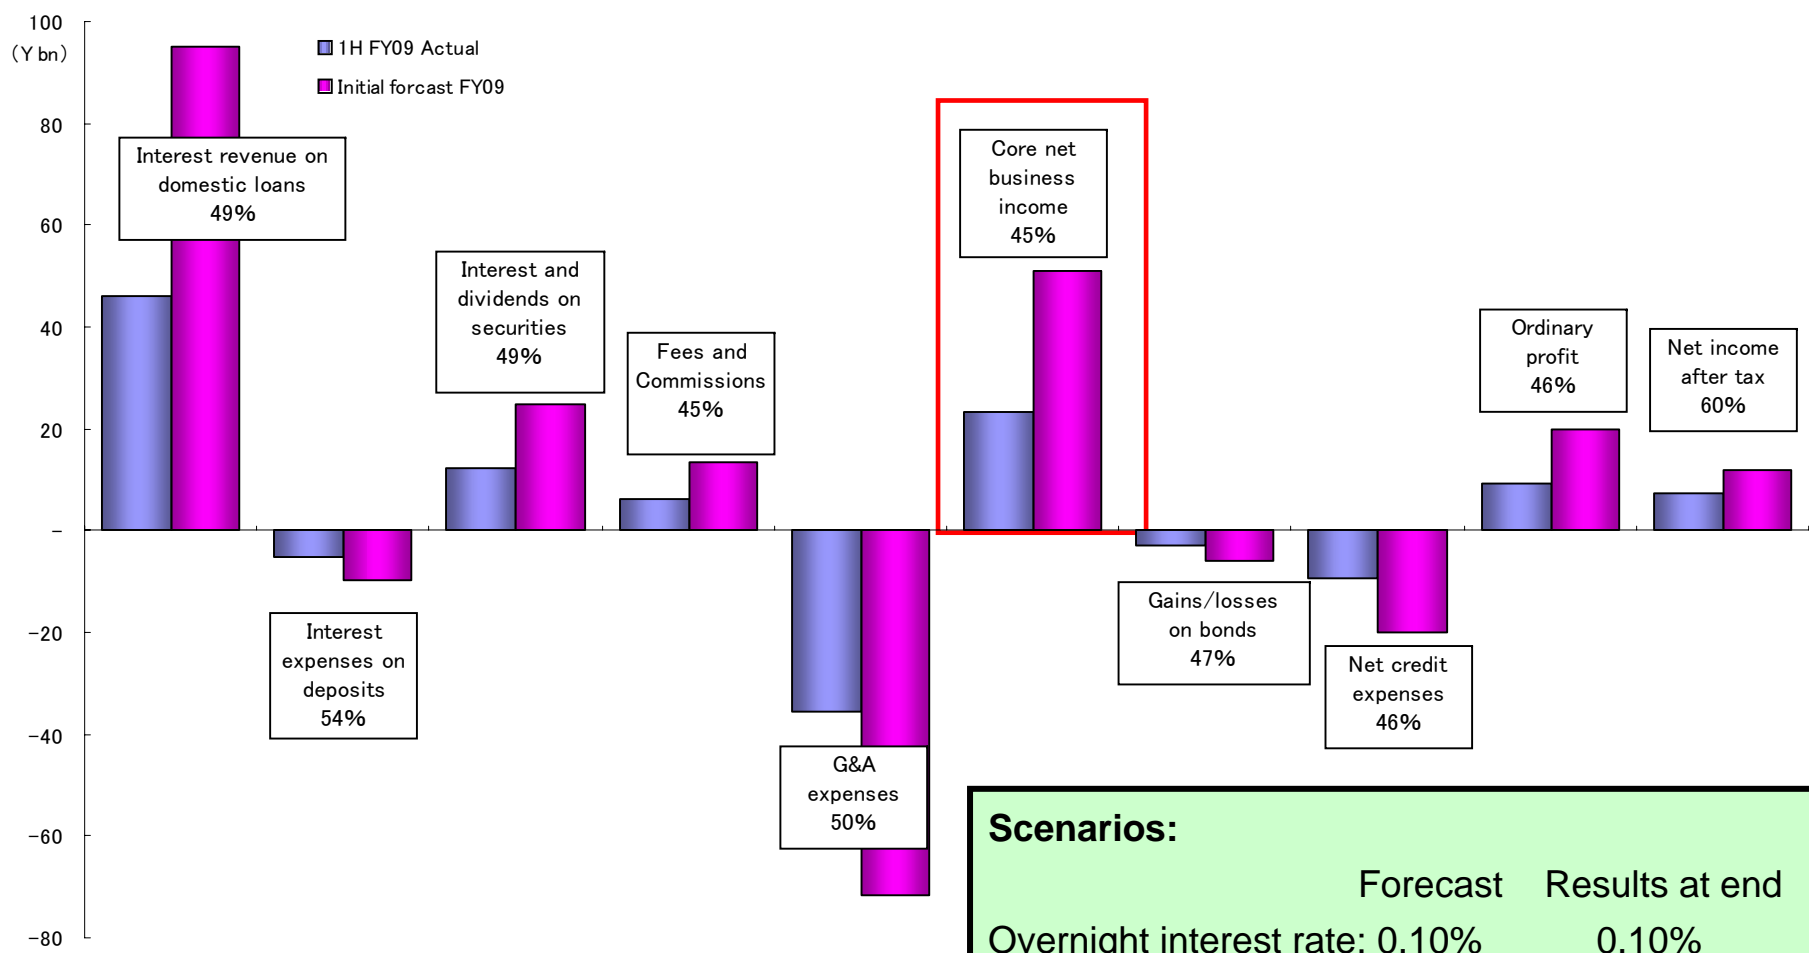 100
(Y bn)
1H FY09 Actual
Initial forcast FY09
80
60
40
20
–
-20
-40
-60
-80
Interest revenue on
domestic loans
49%
Interest
expenses on
deposits
54%
Interest and
dividends on
securities
49%
Fees and
Commissions
45%
G&A
expenses
50%
Core net
business
income
45%
Gains/losses
on bonds
47%
Net credit
expenses
46%
Ordinary
profit
46%
Net income
after tax
60%
Scenarios:
Forecast Results at end
Overnight interest rate: 0.10% 0.10%